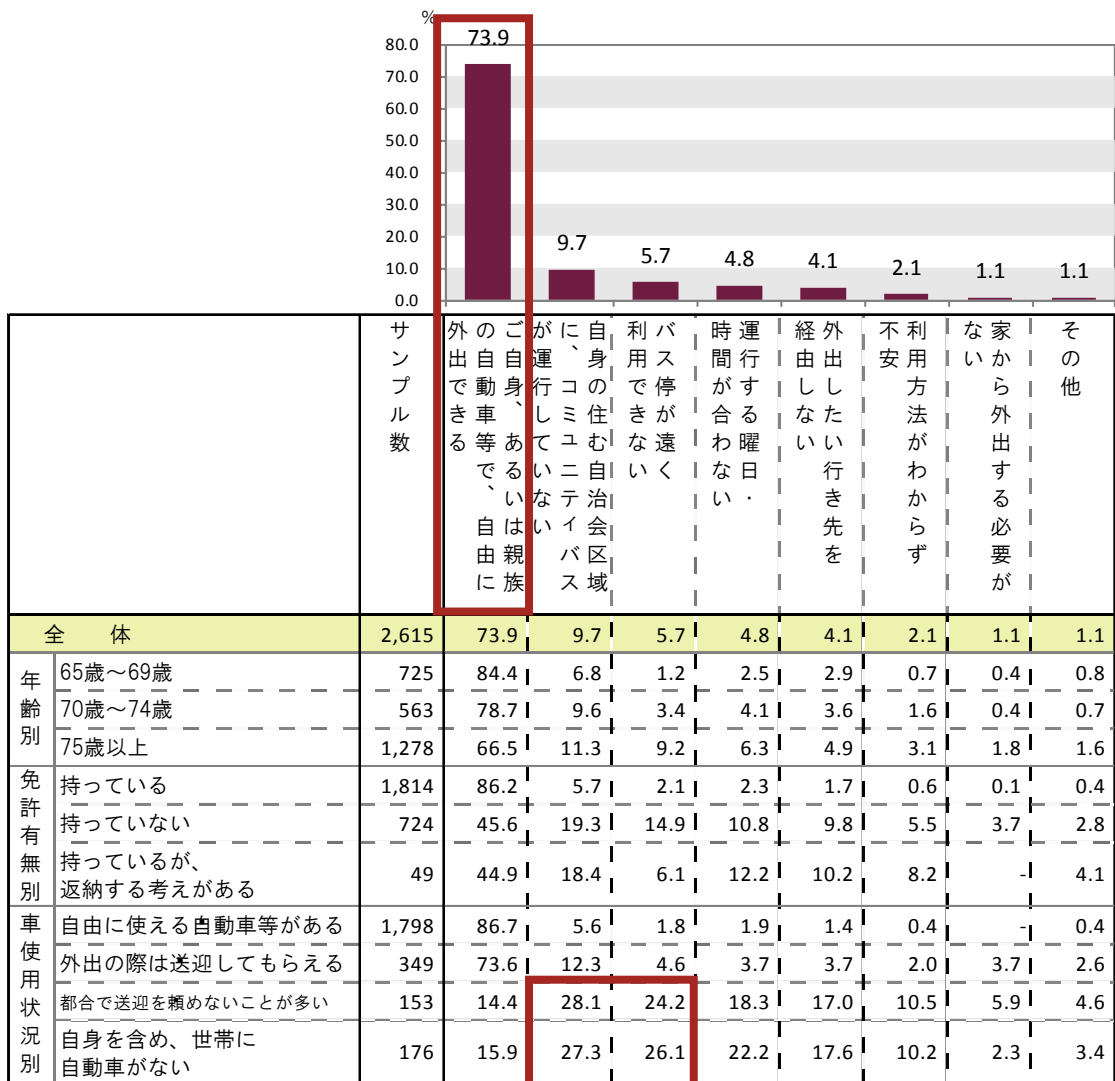 %
80.0
70.0
60.0
50.0
40.0
30.0
20.0
10.0
0.0
73.9
9.7
5.7
4.8
4.1
2.1
1.1
1.1
サンプル数
ご自身、あるいは親族
の自動車等で、自由に
外出できる
自身の住む自治会区域
に、コミュニティバス
が運行していない
バス停が遠く
利用できない
運行する曜日・
時間が合わない
外出したい行き先を
経由しない
利用方法がわからず
不安
家から外出する必要が
ない
その他
全 体 2,615 73.9 9.7 5.7 4.8 4.1 2.1 1.1 1.1
年齢別
65歳~69歳 725 84.4 6.8 1.2 2.5 2.9 0.7 0.4 0.8
70歳~74歳 563 78.7 9.6 3.4 4.1 3.6 1.6 0.4 0.7
75歳以上 1,278 66.5 11.3 9.2 6.3 4.9 3.1 1.8 1.6
免許有無別
持っている 1,814 86.2 5.7 2.1 2.3 1.7 0.6 0.1 0.4
持っていない 724 45.6 19.3 14.9 10.8 9.8 5.5 3.7 2.8
持っているが、
返納する考えがある 49 44.9 18.4 6.1 12.2 10.2 8.2 - 4.1
車使用状況別
自由に使える自動車等がある 1,798 86.7 5.6 1.8 1.9 1.4 0.4 - 0.4
外出の際は送迎してもらえる 349 73.6 12.3 4.6 3.7 3.7 2.0 3.7 2.6
都合で送迎を頼めないことが多い 153 14.4 28.1 24.2 18.3 17.0 10.5 5.9 4.6
自身を含め、世帯に
自動車がない 176 15.9 27.3 26.1 22.2 17.6 10.2 2.3 3.4